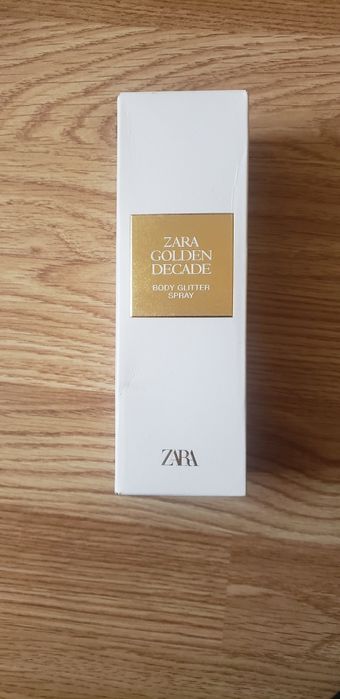 ZARA
GOLDEN
DECADE
BODY GLITTER
SPRAY
ZARA